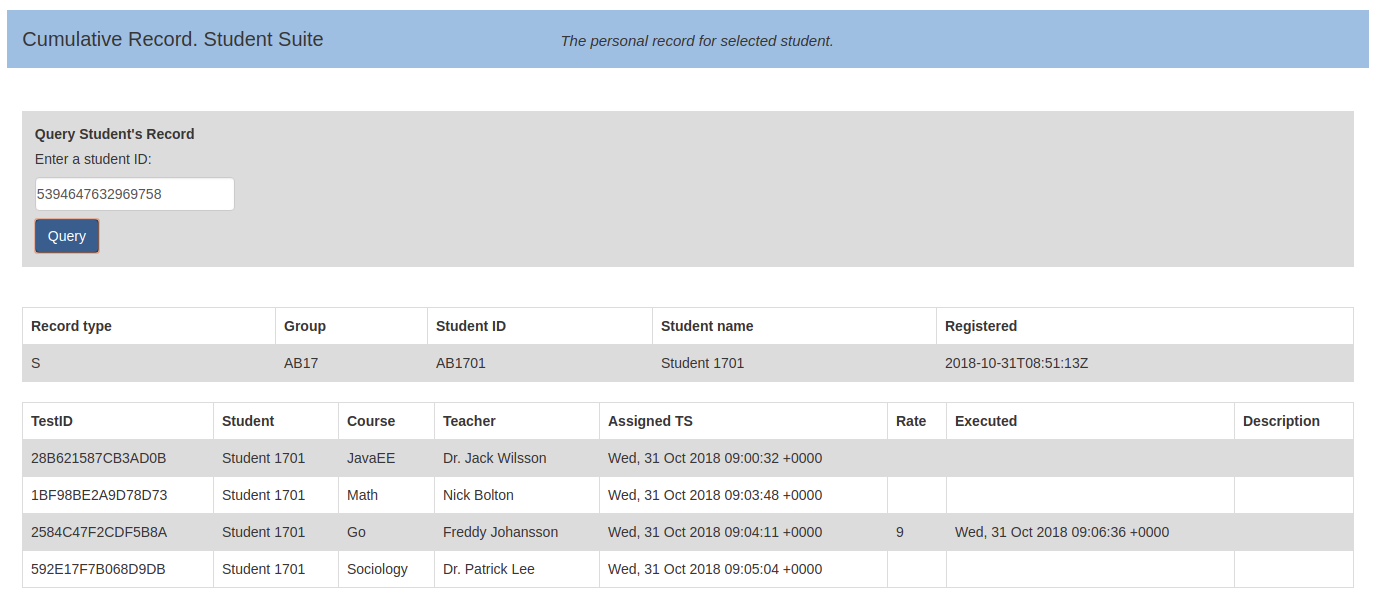 Cumulative Record. Student Suite The personal record for selected student.
Query Student's Record
Enter a student ID:
5394647632969758
Query
Record type Group Student ID Student name Registered
S AB17 AB1701 Student 1701 2018-10-31T08:51:13Z
TestID Student Course Teacher Assigned TS Rate Executed Description
28B621587CB3AD0B Student 1701 JavaEE Dr. Jack Wilsson Wed, 31 Oct 2018 09:00:32 +0000
1BF98BE2A9D78D73 Student 1701 Math Nick Bolton Wed, 31 Oct 2018 09:03:48 +0000
2584C47F2CDF5B8A Student 1701 Go Freddy Johansson Wed, 31 Oct 2018 09:04:11 +0000 9 Wed, 31 Oct 2018 09:06:36 +0000
592E17F7B068D9DB Student 1701 Sociology Dr. Patrick Lee Wed, 31 Oct 2018 09:05:04 +0000